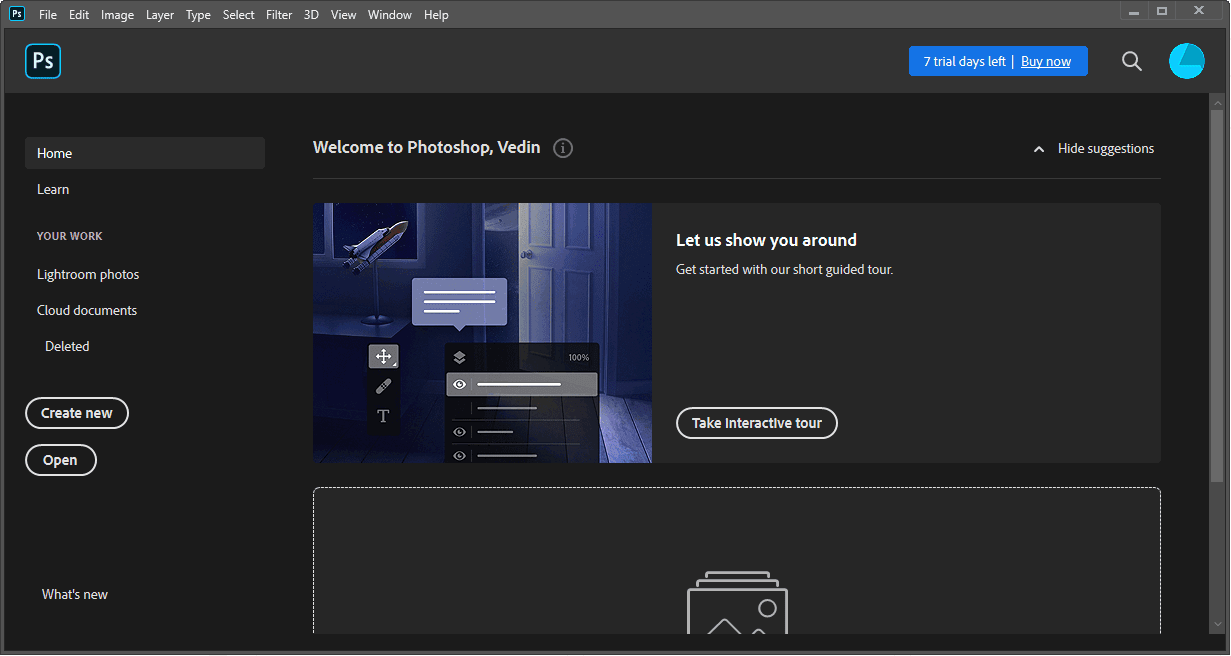 Ps File Edit Image Layer Type Select Filter 3D View Window Help
Ps
7 trial days left | Buy now
Home
Learn
YOUR WORK
Lightroom photos
Cloud documents
Deleted
Create new
Open
What's new
Welcome to Photoshop, Vedin
Hide suggestions
100%
T
Let us show you around
Get started with our short guided tour.
Take interactive tour